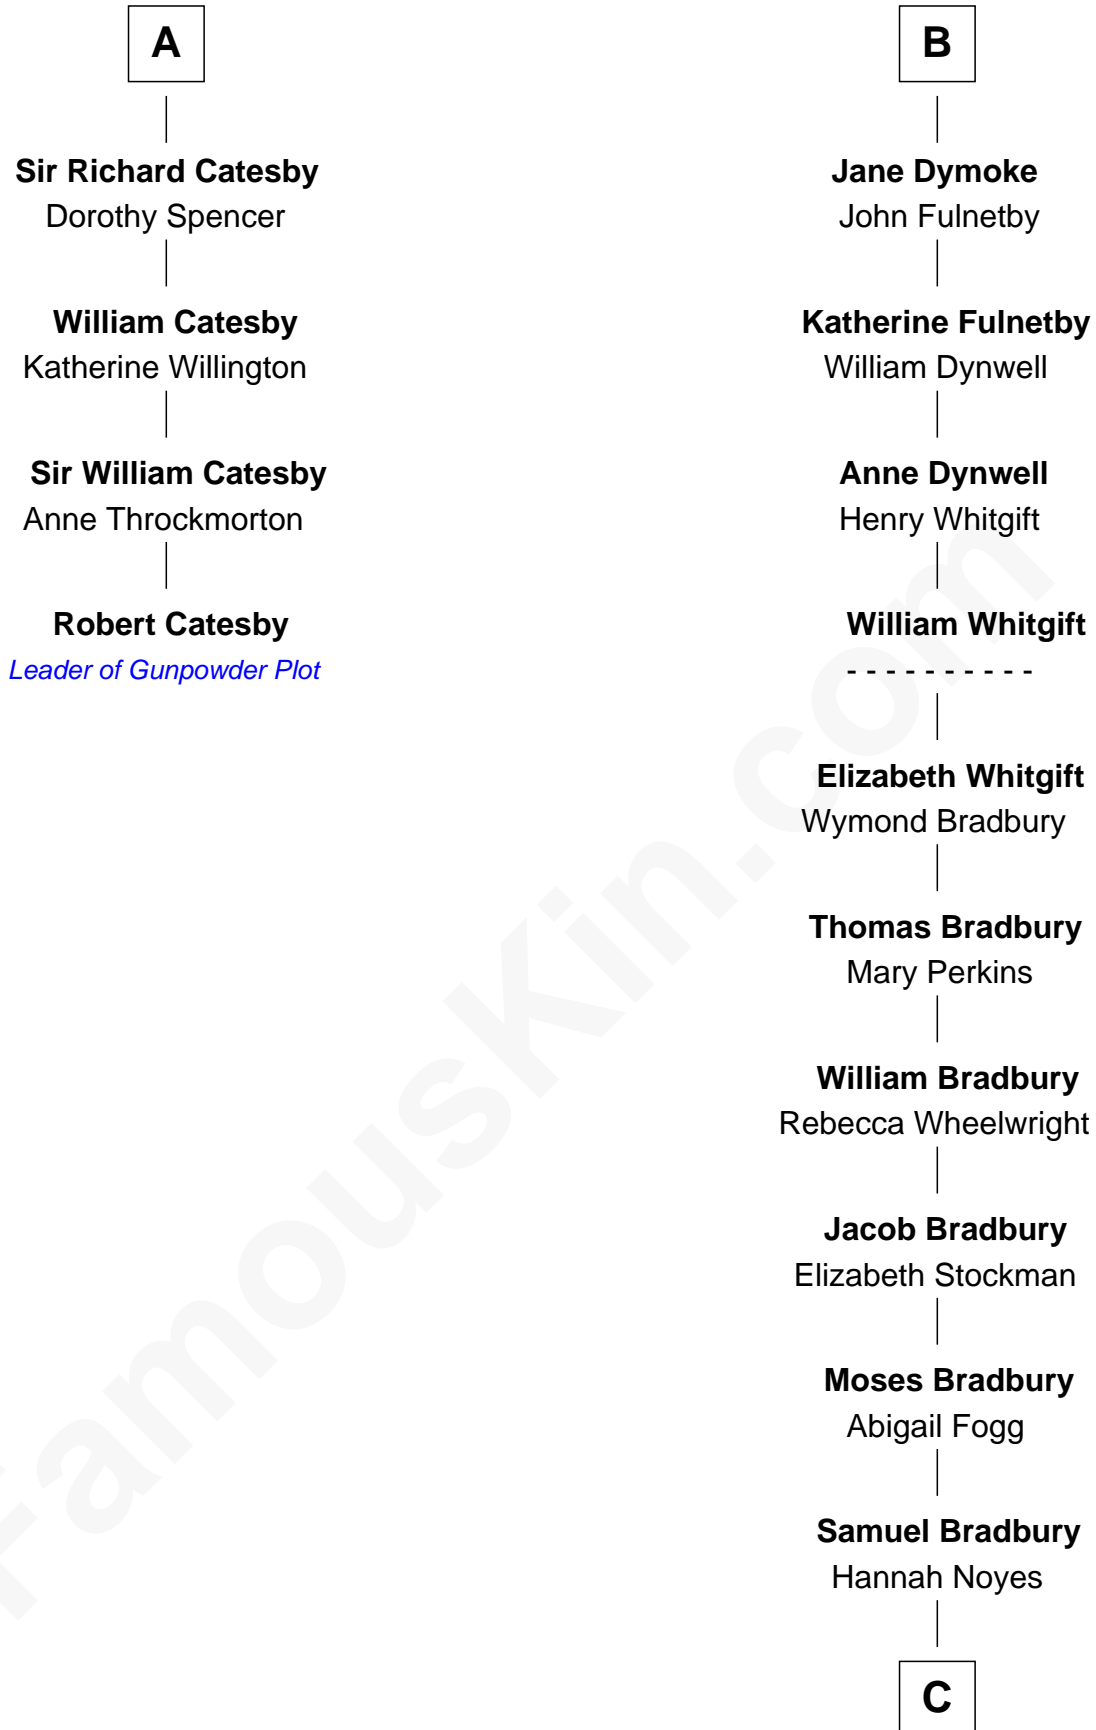 A
Sir Richard Catesby
Dorothy Spencer
William Catesby
Katherine Willington
Sir William Catesby
Anne Throckmorton
Robert Catesby
Leader of Gunpowder Plot
B
Jane Dymoke
John Fulnetby
Katherine Fulnetby
William Dynwell
Anne Dynwell
Henry Whitgift
William Whitgift
- - - - - - - - - -
Elizabeth Whitgift
Wymond Bradbury
Thomas Bradbury
Mary Perkins
William Bradbury
Rebecca Wheelwright
Jacob Bradbury
Elizabeth Stockman
Moses Bradbury
Abigail Fogg
Samuel Bradbury
Hannah Noyes
C
FamousKin.com